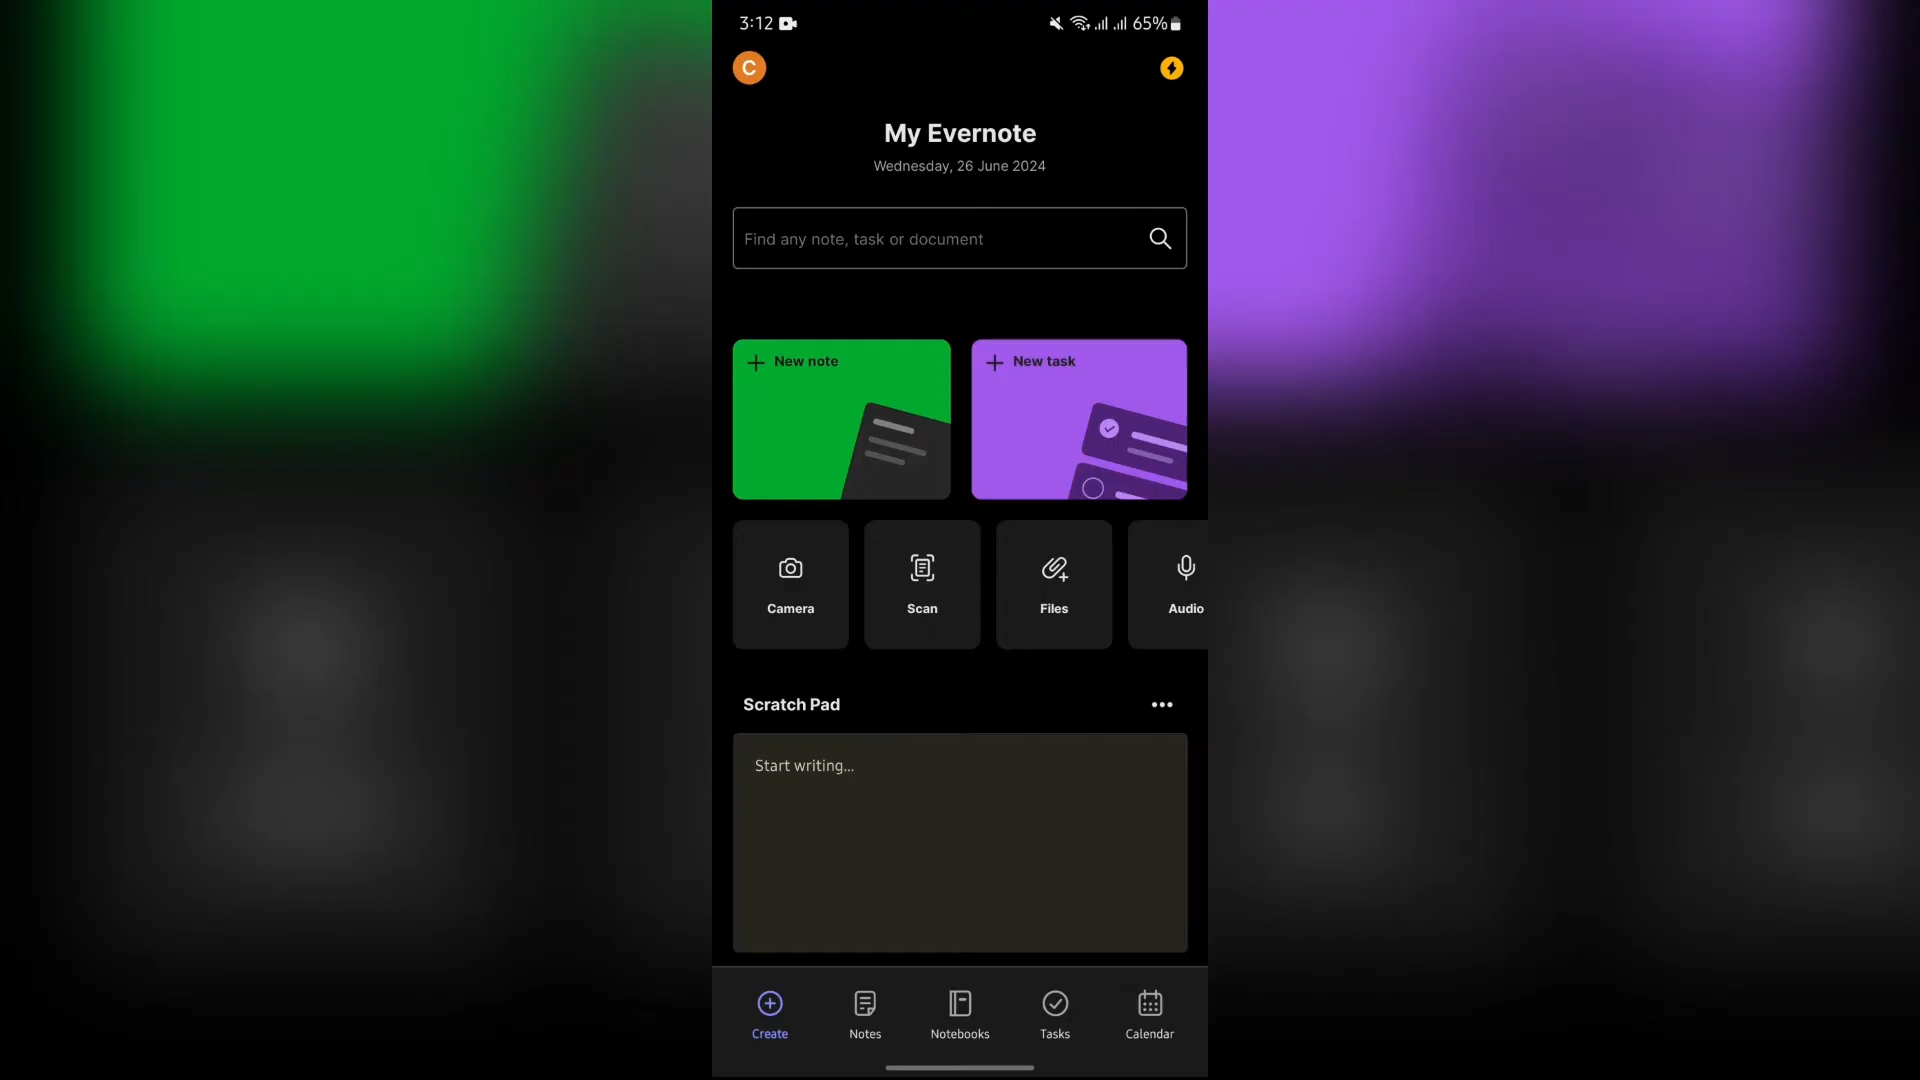 3:12
65%
C
My Evernote
Wednesday, 26 June 2024
Find any note, task or document
New note
New task
Camera
Scan
Files
Audio
Scratch Pad
Start writing...
Create
Notes
Notebooks
Tasks
Calendar